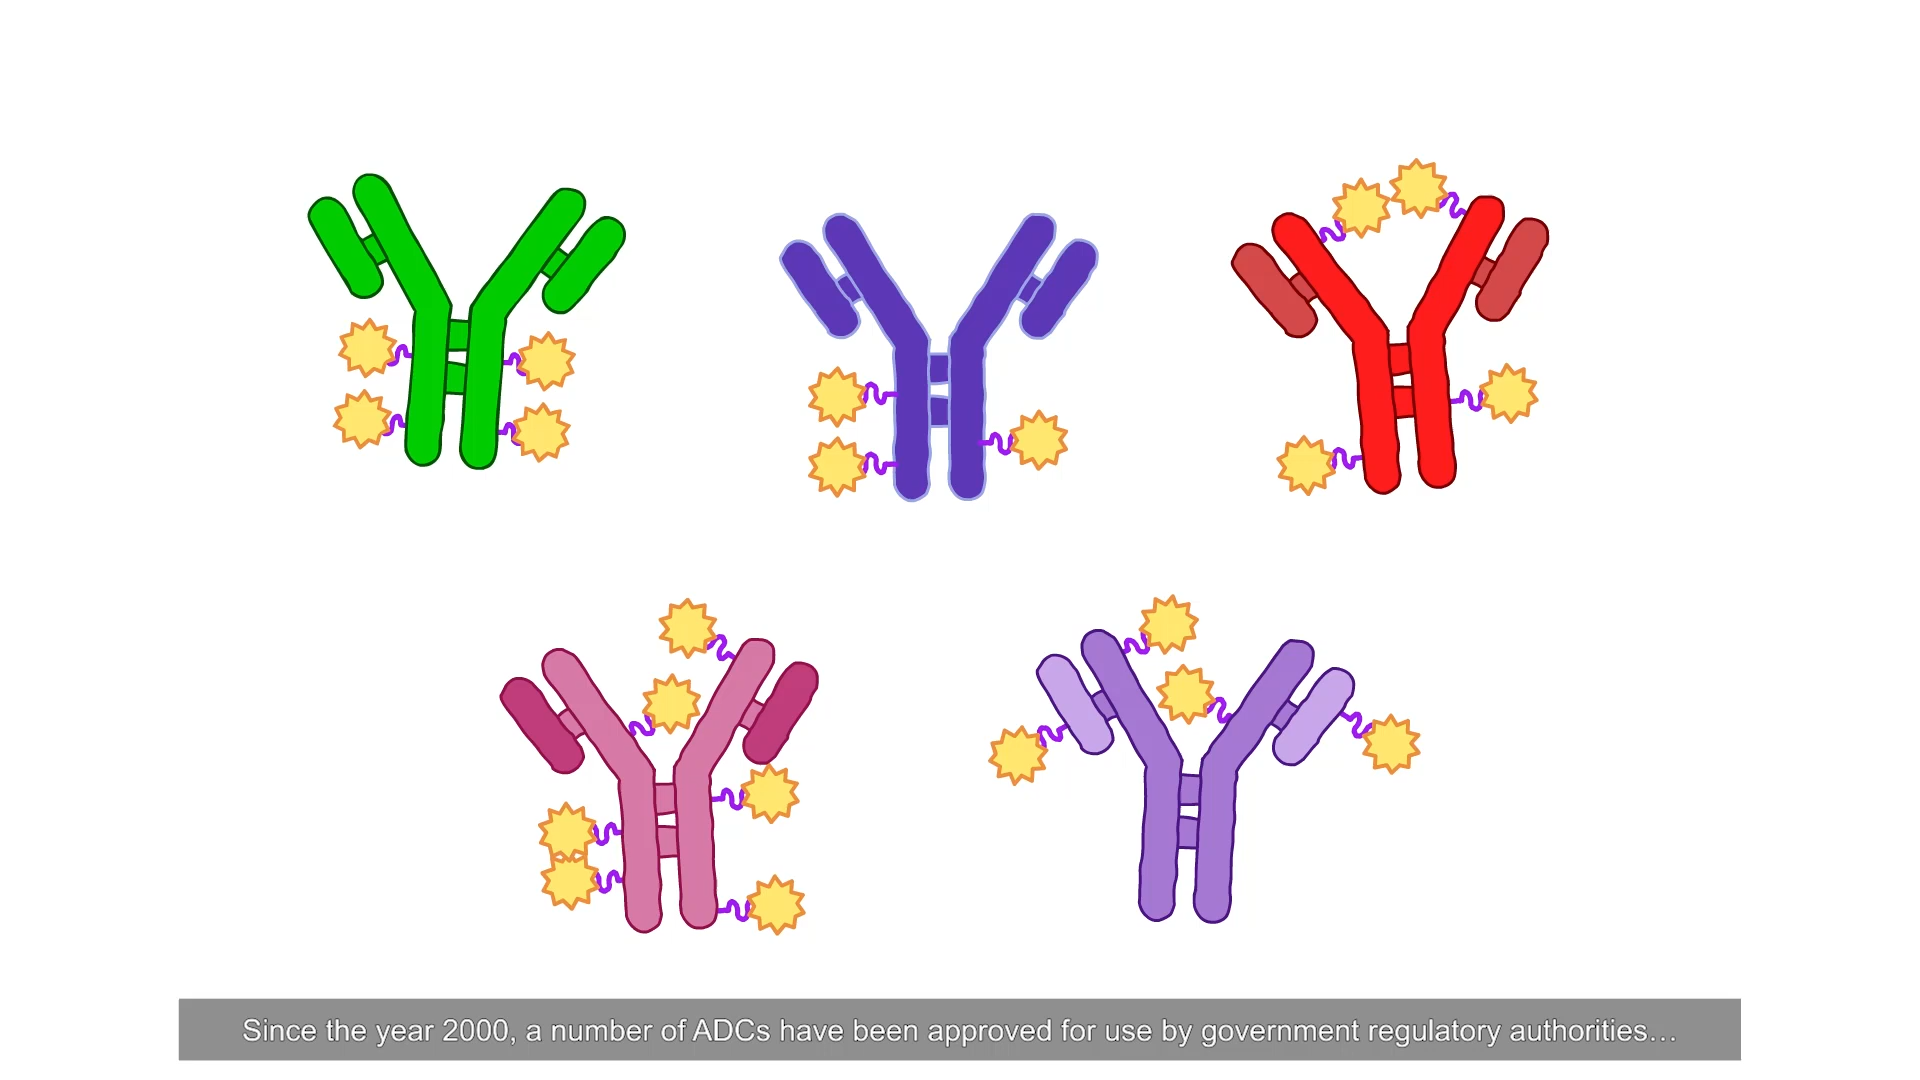 Since the year 2000, a number of ADCs have been approved for use by government regulatory authorities…